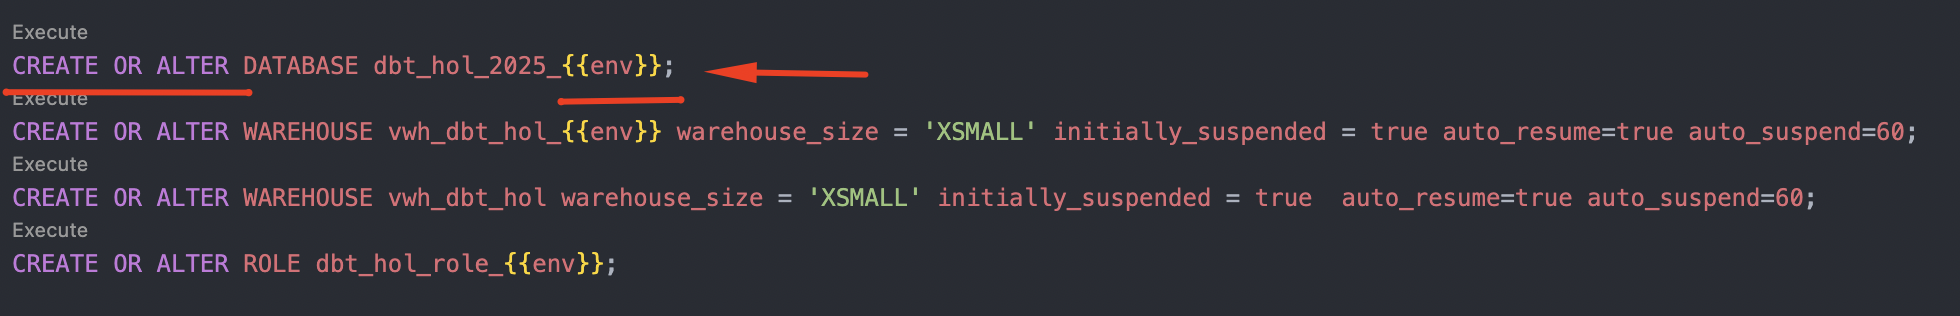 Execute
CREATE OR ALTER DATABASE dbt_hol_2025_{{env}};
Execute
CREATE OR ALTER WAREHOUSE vwh_dbt_hol_{{env}} warehouse_size = 'XSMALL' initially_suspended = true auto_resume=true auto_suspend=60;
Execute
CREATE OR ALTER WAREHOUSE vwh_dbt_hol warehouse_size = 'XSMALL' initially_suspended = true  auto_resume=true auto_suspend=60;
Execute
CREATE OR ALTER ROLE dbt_hol_role_{{env}};